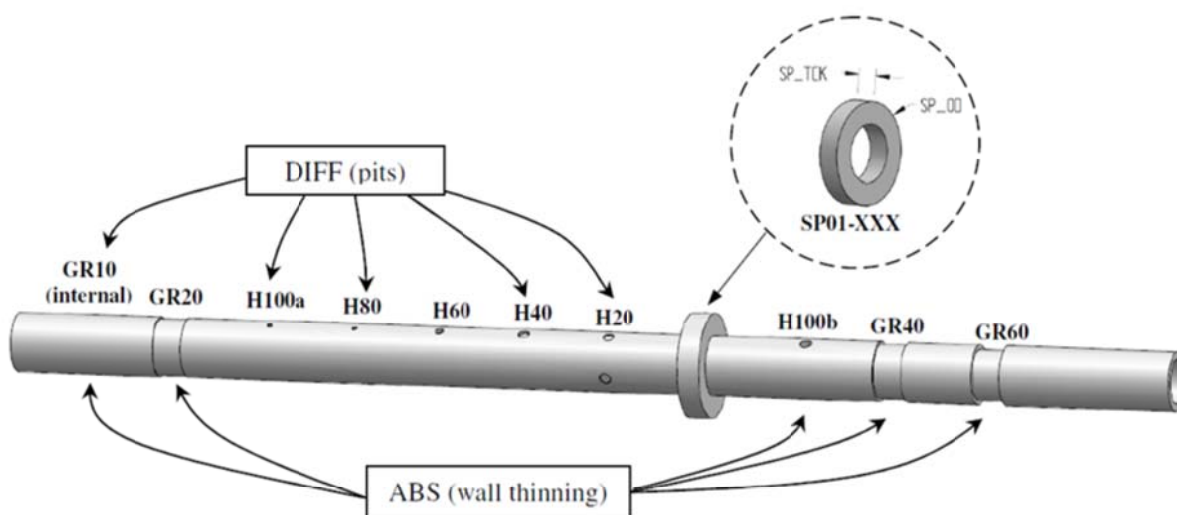 SP_TCK
SP_OD
SP01-XXX
DIFF (pits)
GR10
(internal)
GR20
H100a
H80
H60
H40
H20
H100b
GR40
GR60
ABS (wall thinning)